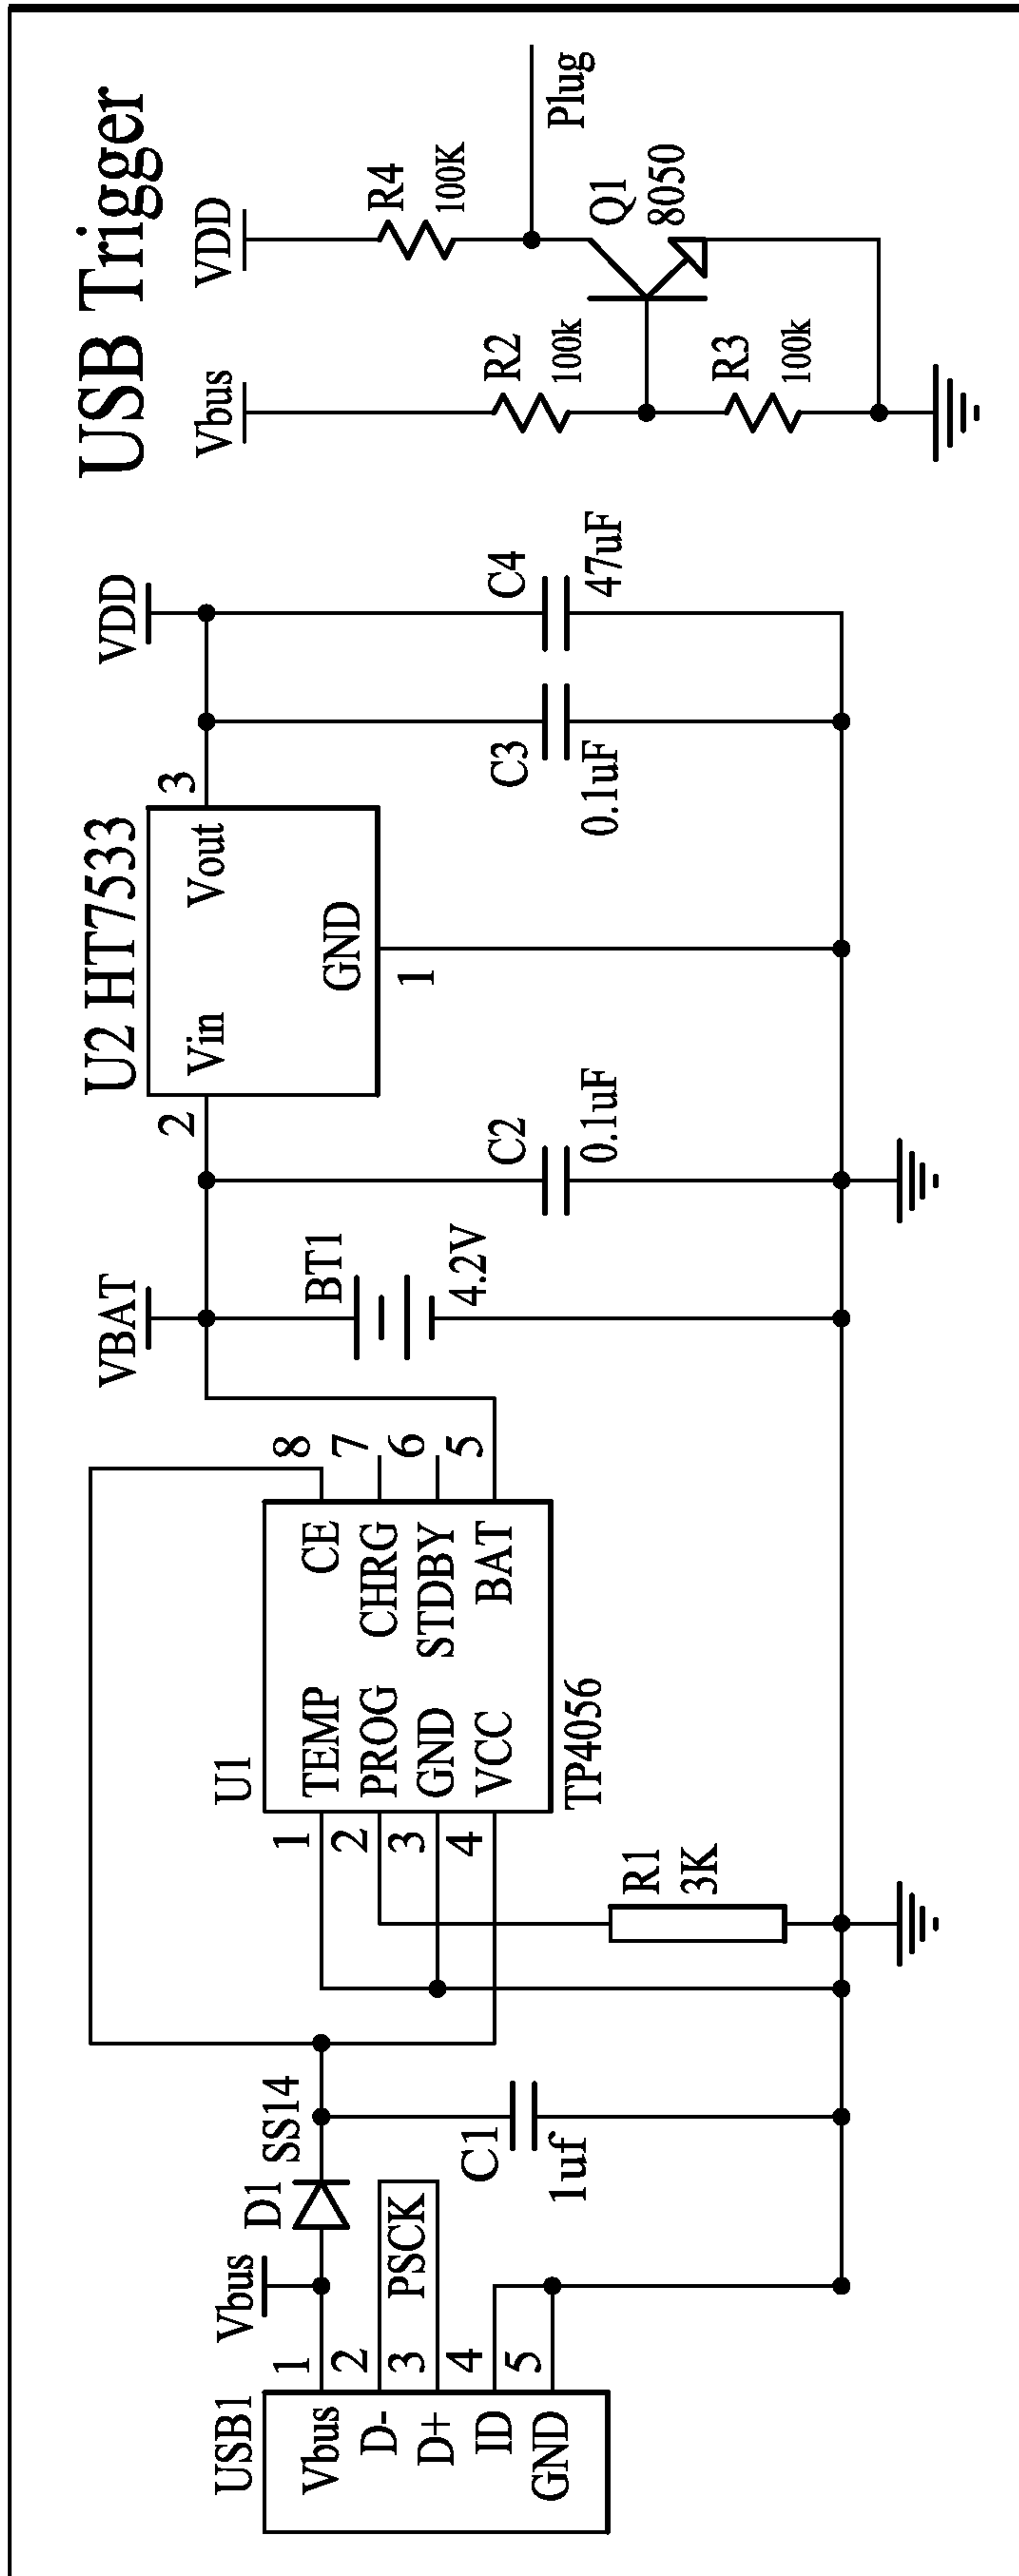 USB1
Vbus
D-
D+
ID
GND
1
2
3
4
5
Vbus
PSCK
D1
SS14
C1
1uf
U1
TEMP
PROG
GND
VCC
CE
CHRG
STDBY
BAT
1
2
3
4
8
7
6
5
TP4056
R1
3K
VBAT
BT1
4.2V
C2
0.1uF
U2 HT7533
Vin
Vout
GND
2
3
1
VDD
C3
0.1uF
C4
47uF
USB Trigger
Vbus
VDD
R2
100k
R3
100k
R4
100K
Plug
Q1
8050